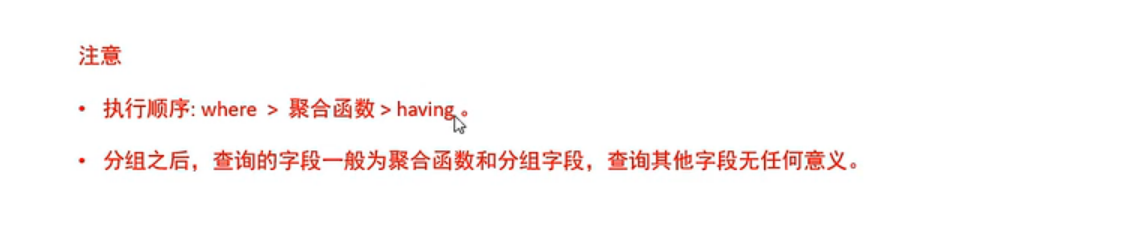 注意
• 执行顺序: where > 聚合函数 > having 。
• 分组之后，查询的字段一般为聚合函数和分组字段，查询其他字段无任何意义。